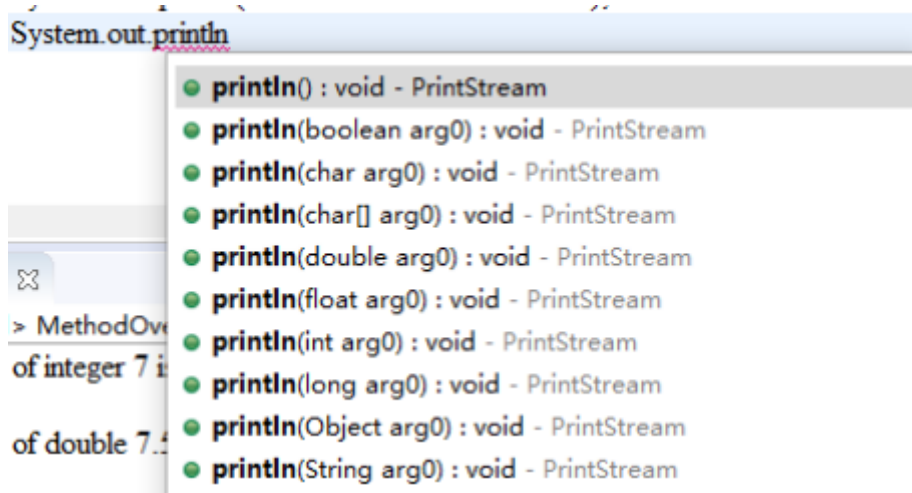 System.out.println
println() : void - PrintStream
println(boolean arg0) : void - PrintStream
println(char arg0) : void - PrintStream
println(char[] arg0) : void - PrintStream
println(double arg0) : void - PrintStream
println(float arg0) : void - PrintStream
> MethodOve
println(int arg0) : void - PrintStream
of integer 7 i
println(long arg0) : void - PrintStream
println(Object arg0) : void - PrintStream
of double 7.5
println(String arg0) : void - PrintStream